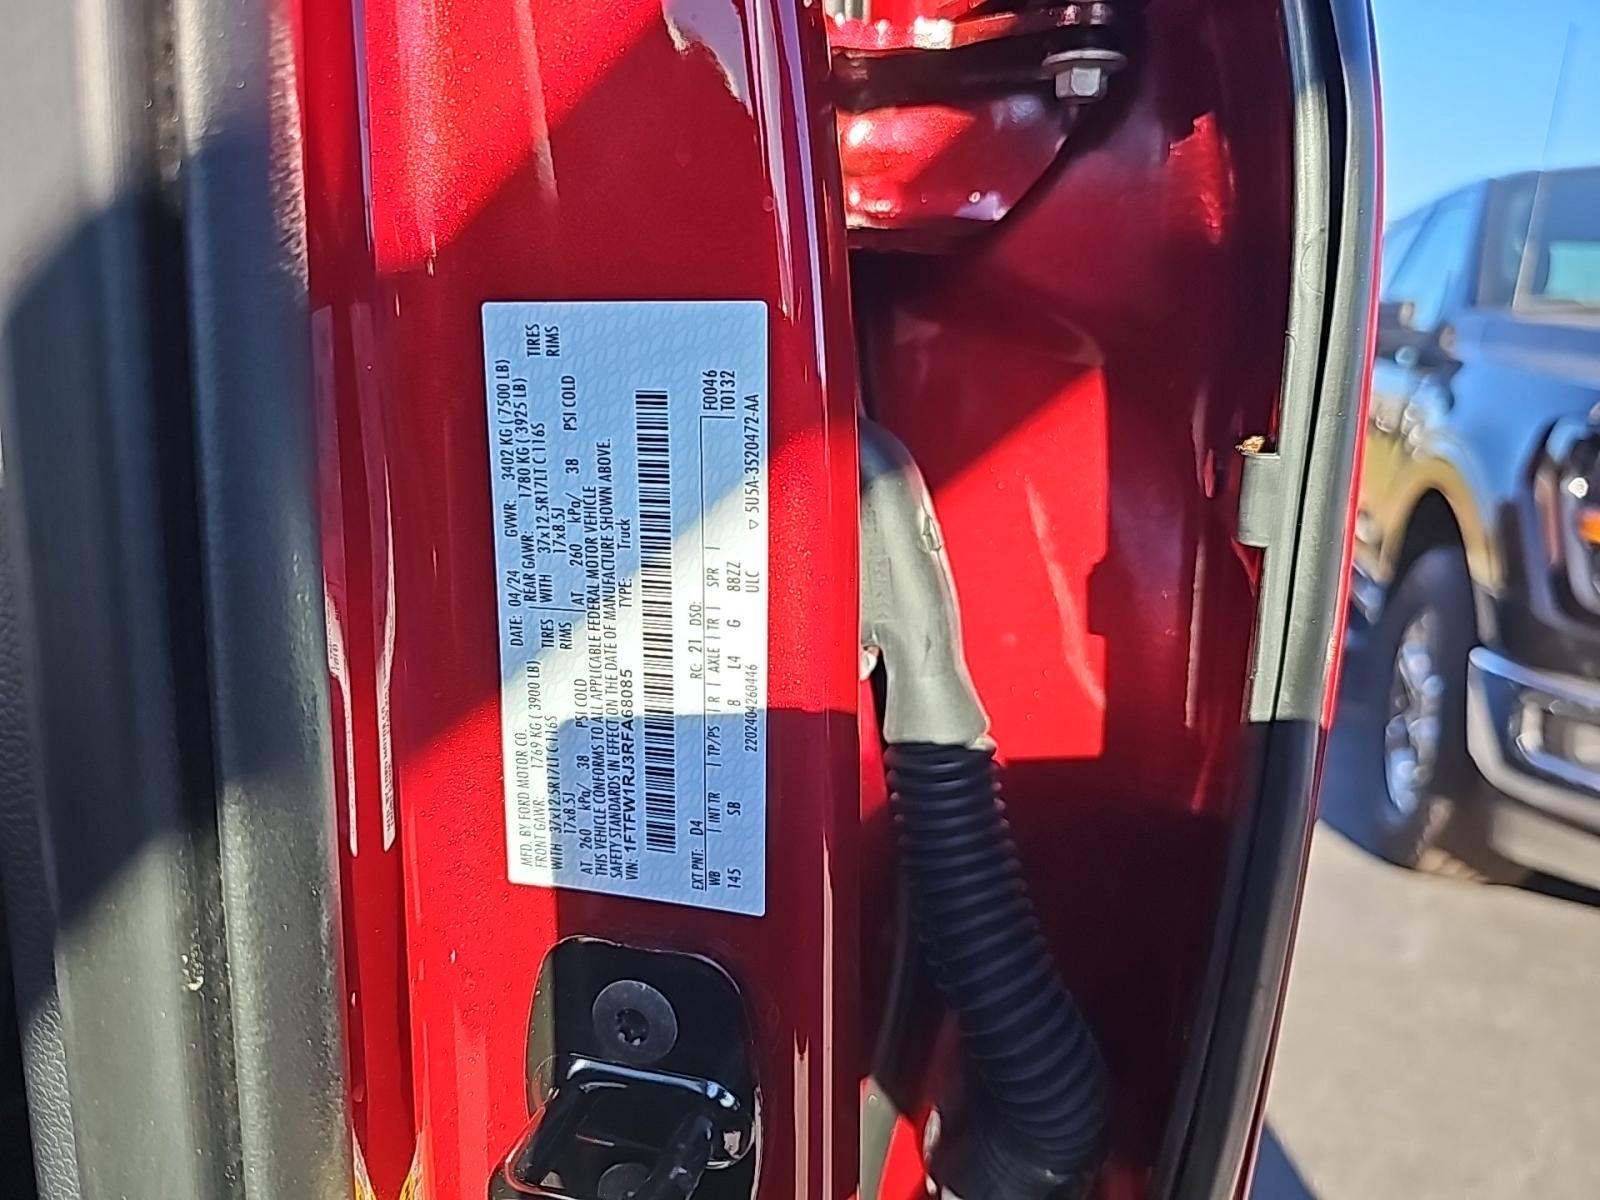 MFD. BY FORD MOTOR CO.
DATE: 04/24 GVWR: 3402 KG ( 7500 LB)
FRONT GAWR: 1769 KG ( 3900 LB) REAR GAWR: 1780 KG ( 3925 LB)
WITH 37x12.5R17LT C 116S TIRES WITH 37x12.5R17LT C 116S TIRES
17x8.5J RIMS 17x8.5J RIMS
AT 260 kPa/ 38 PSI COLD AT 260 kPa/ 38 PSI COLD
THIS VEHICLE CONFORMS TO ALL APPLICABLE FEDERAL MOTOR VEHICLE
SAFETY STANDARDS IN EFFECT ON THE DATE OF MANUFACTURE SHOWN ABOVE.
VIN: 1FTFW1RJ3RFA68085 TYPE: Truck
EXT PNT: D4 RC: 21 DSO: F0046
WB INT TR TP/PS R AXLE TR SPR T0132
145 SB B L4 G 88ZZ
2202404260446 ULC ▽ 5U5A-3520472-AA